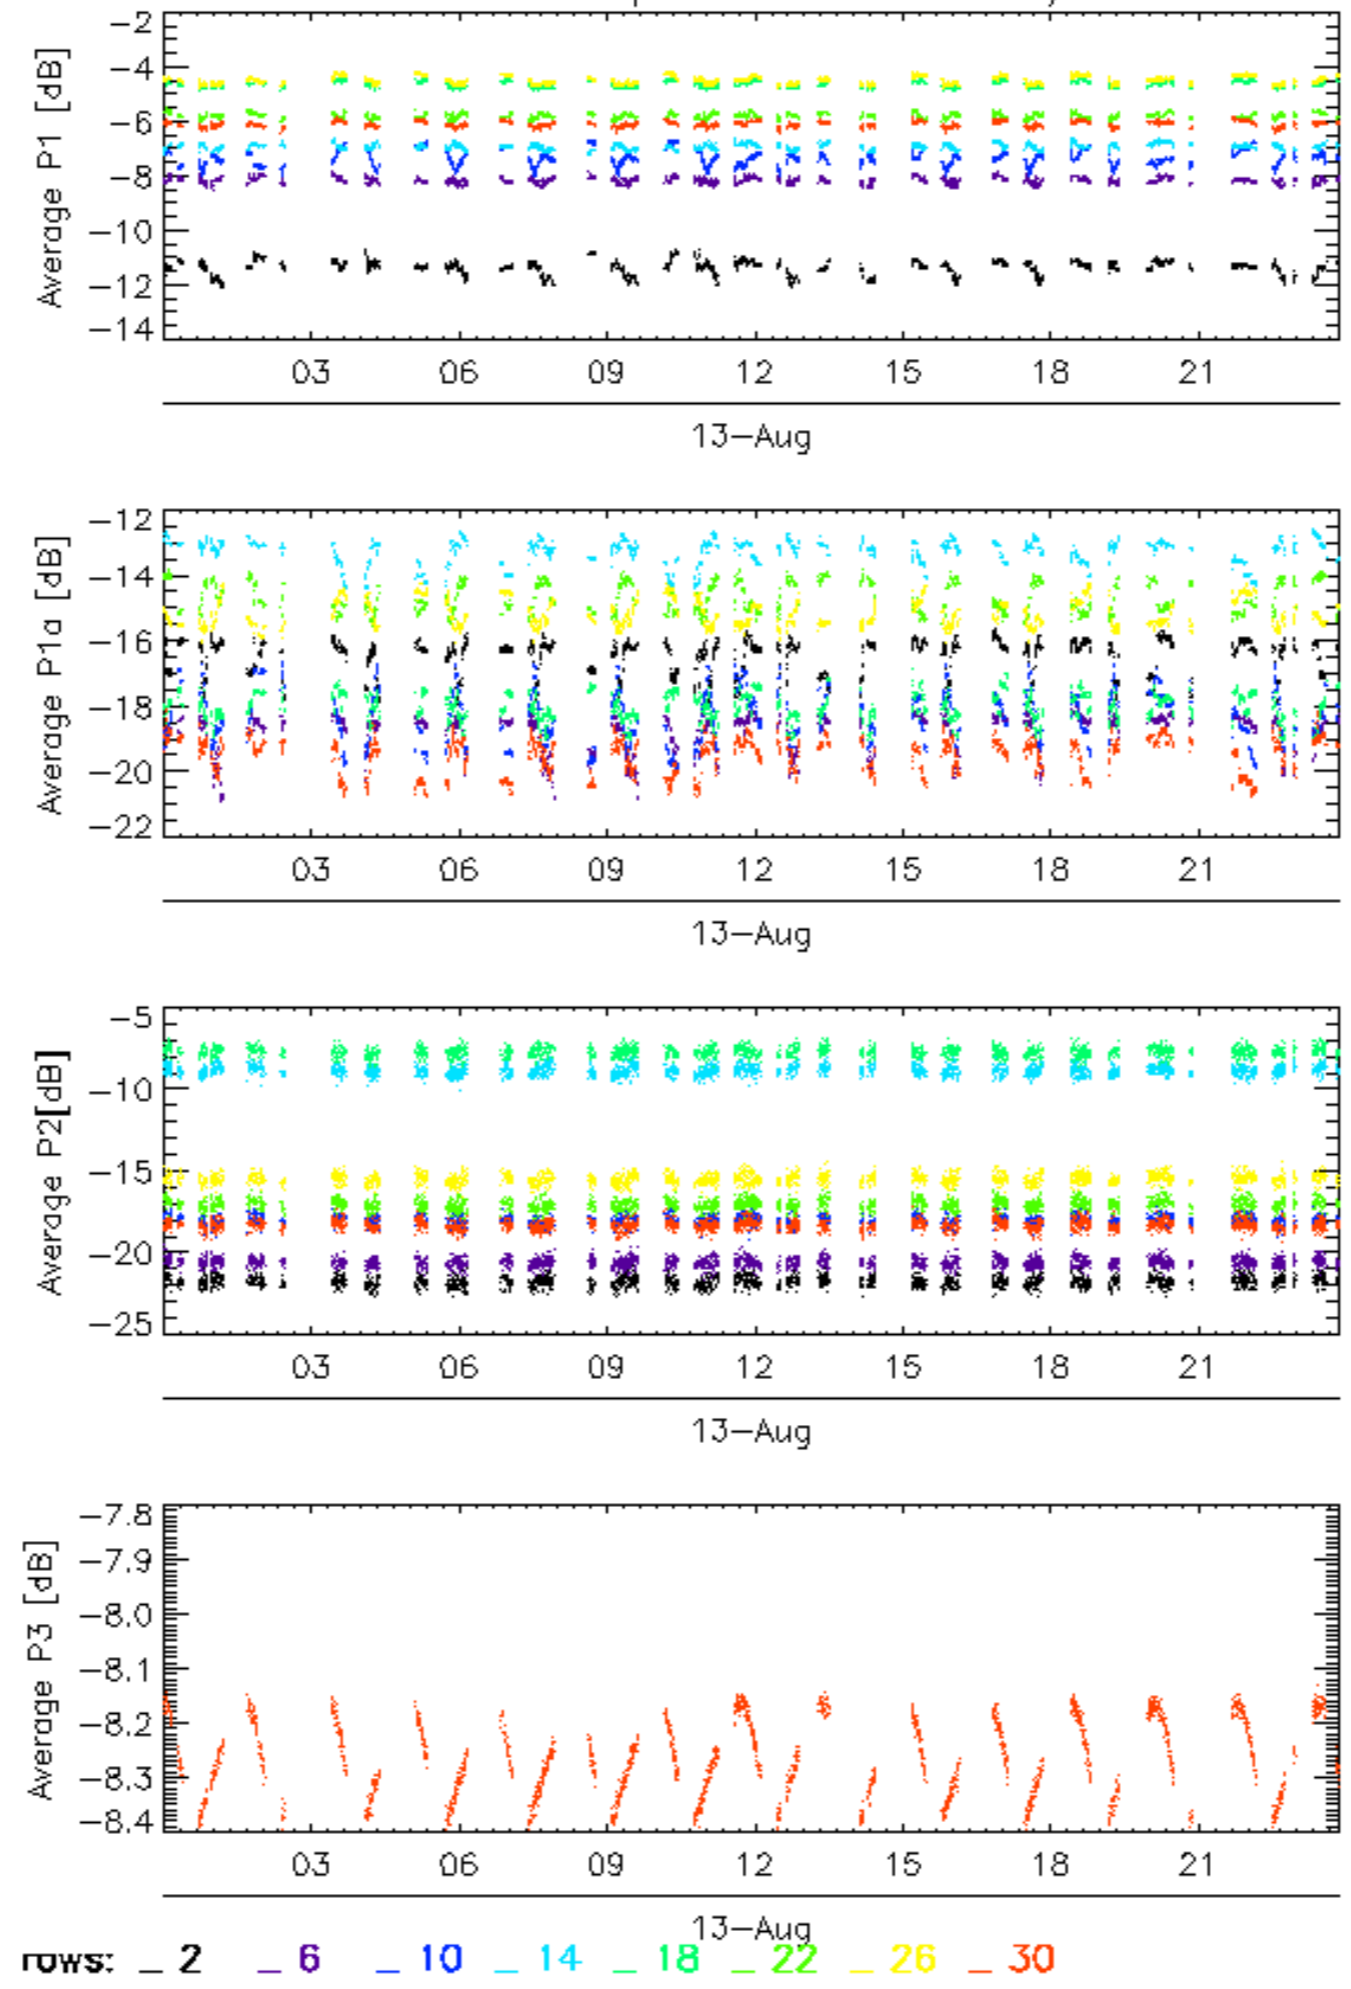 Average P1 [dB]
−2
−4
−6
−8
−10
−12
−14
03 06 09 12 15 18 21
13−Aug
Average P1a [dB]
−12
−14
−16
−18
−20
−22
03 06 09 12 15 18 21
13−Aug
Average P2[dB]
−5
−10
−15
−20
−25
03 06 09 12 15 18 21
13−Aug
Average P3 [dB]
−7.8
−7.9
−8.0
−8.1
−8.2
−8.3
−8.4
03 06 09 12 15 18 21
13−Aug
rows: _ 2 _ 6 _ 10 _ 14 _ 18 _ 22 _ 26 _ 30